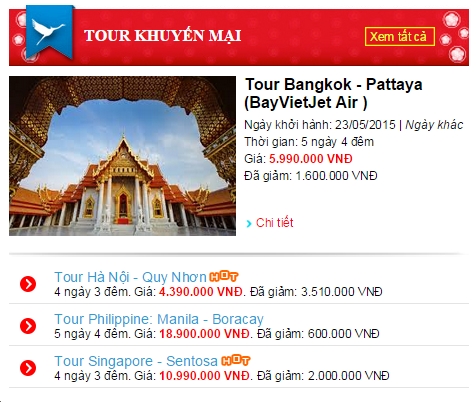 TOUR KHUYẾN MẠI
Xem tất cả
Tour Bangkok - Pattaya
(BayVietJet Air )
Ngày khởi hành: 23/05/2015 | Ngày khác
Thời gian: 5 ngày 4 đêm
Giá: 5.990.000 VNĐ
Đã giảm: 1.600.000 VNĐ
Chi tiết
Tour Hà Nội - Quy Nhơn HOT
4 ngày 3 đêm. Giá: 4.390.000 VNĐ. Đã giảm: 3.510.000 VNĐ
Tour Philippine: Manila - Boracay
5 ngày 4 đêm. Giá: 18.900.000 VNĐ. Đã giảm: 600.000 VNĐ
Tour Singapore - Sentosa HOT
4 ngày 3 đêm. Giá: 10.990.000 VNĐ. Đã giảm: 2.000.000 VNĐ